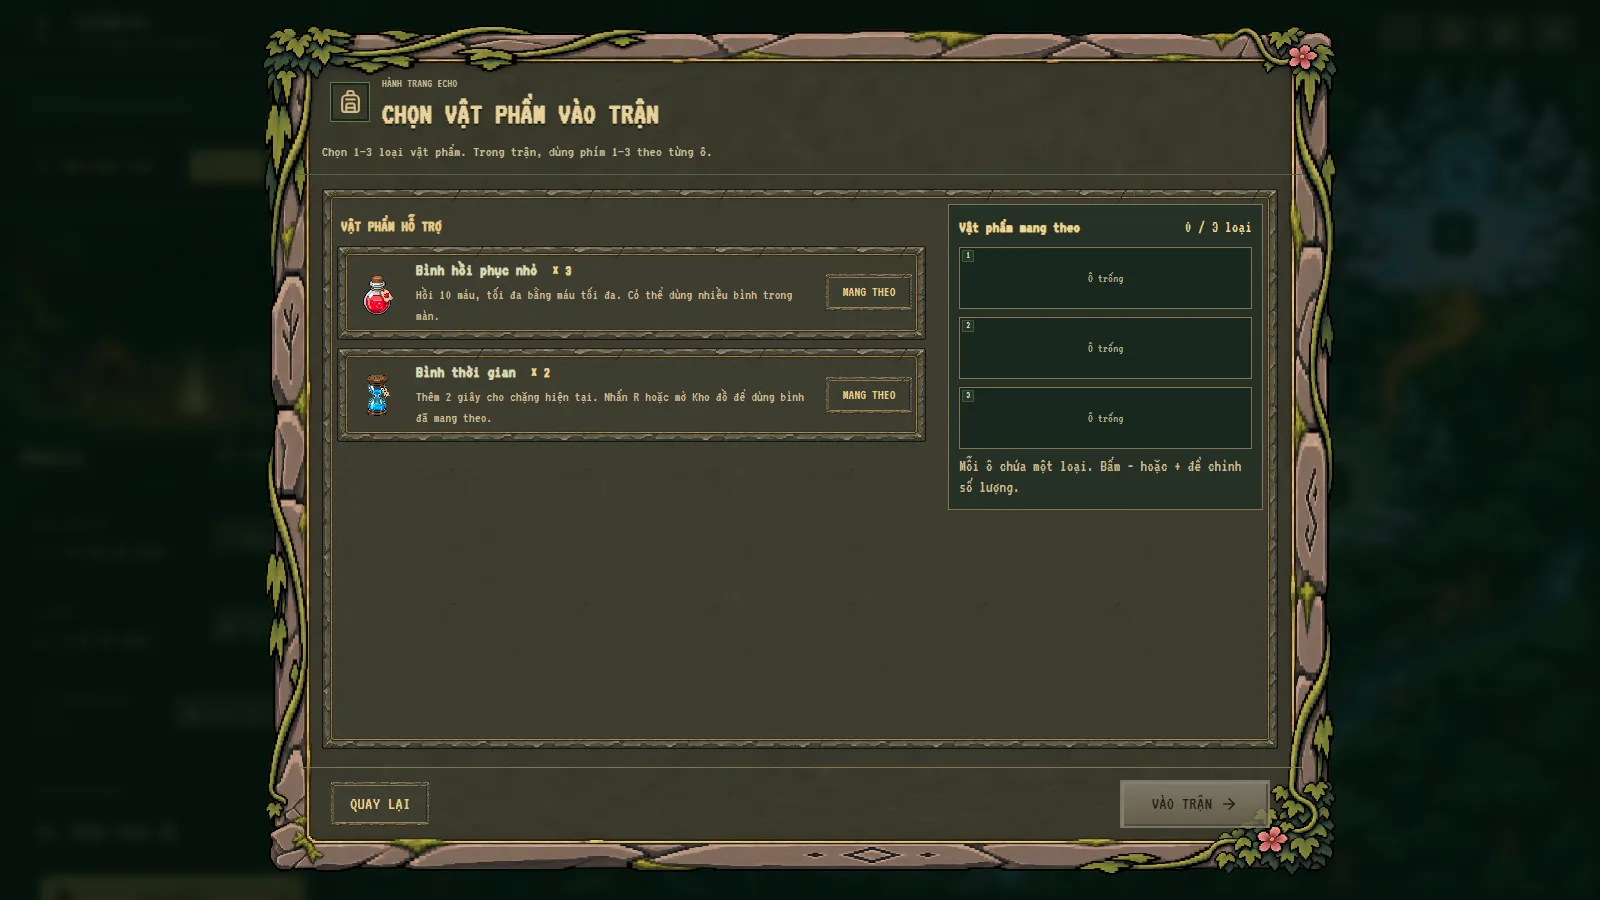 HÀNH TRANG ECHO
CHỌN VẬT PHẨM VÀO TRẬN
Chọn 1-3 loại vật phẩm. Trong trận, dùng phím 1-3 theo từng ô.
VẬT PHẨM HỖ TRỢ
Bình hồi phục nhỏ x 3
Hồi 10 máu, tối đa bằng máu tối đa. Có thể dùng nhiều bình trong
màn.
MANG THEO
Bình thời gian x 2
Thêm 2 giây cho chặng hiện tại. Nhấn R hoặc mở Kho đồ để dùng bình
đã mang theo.
MANG THEO
Vật phẩm mang theo 0 / 3 loại
1
Ô trống
2
Ô trống
3
Ô trống
Mỗi ô chứa một loại. Bấm - hoặc + để chỉnh
số lượng.
QUAY LẠI
VÀO TRẬN →